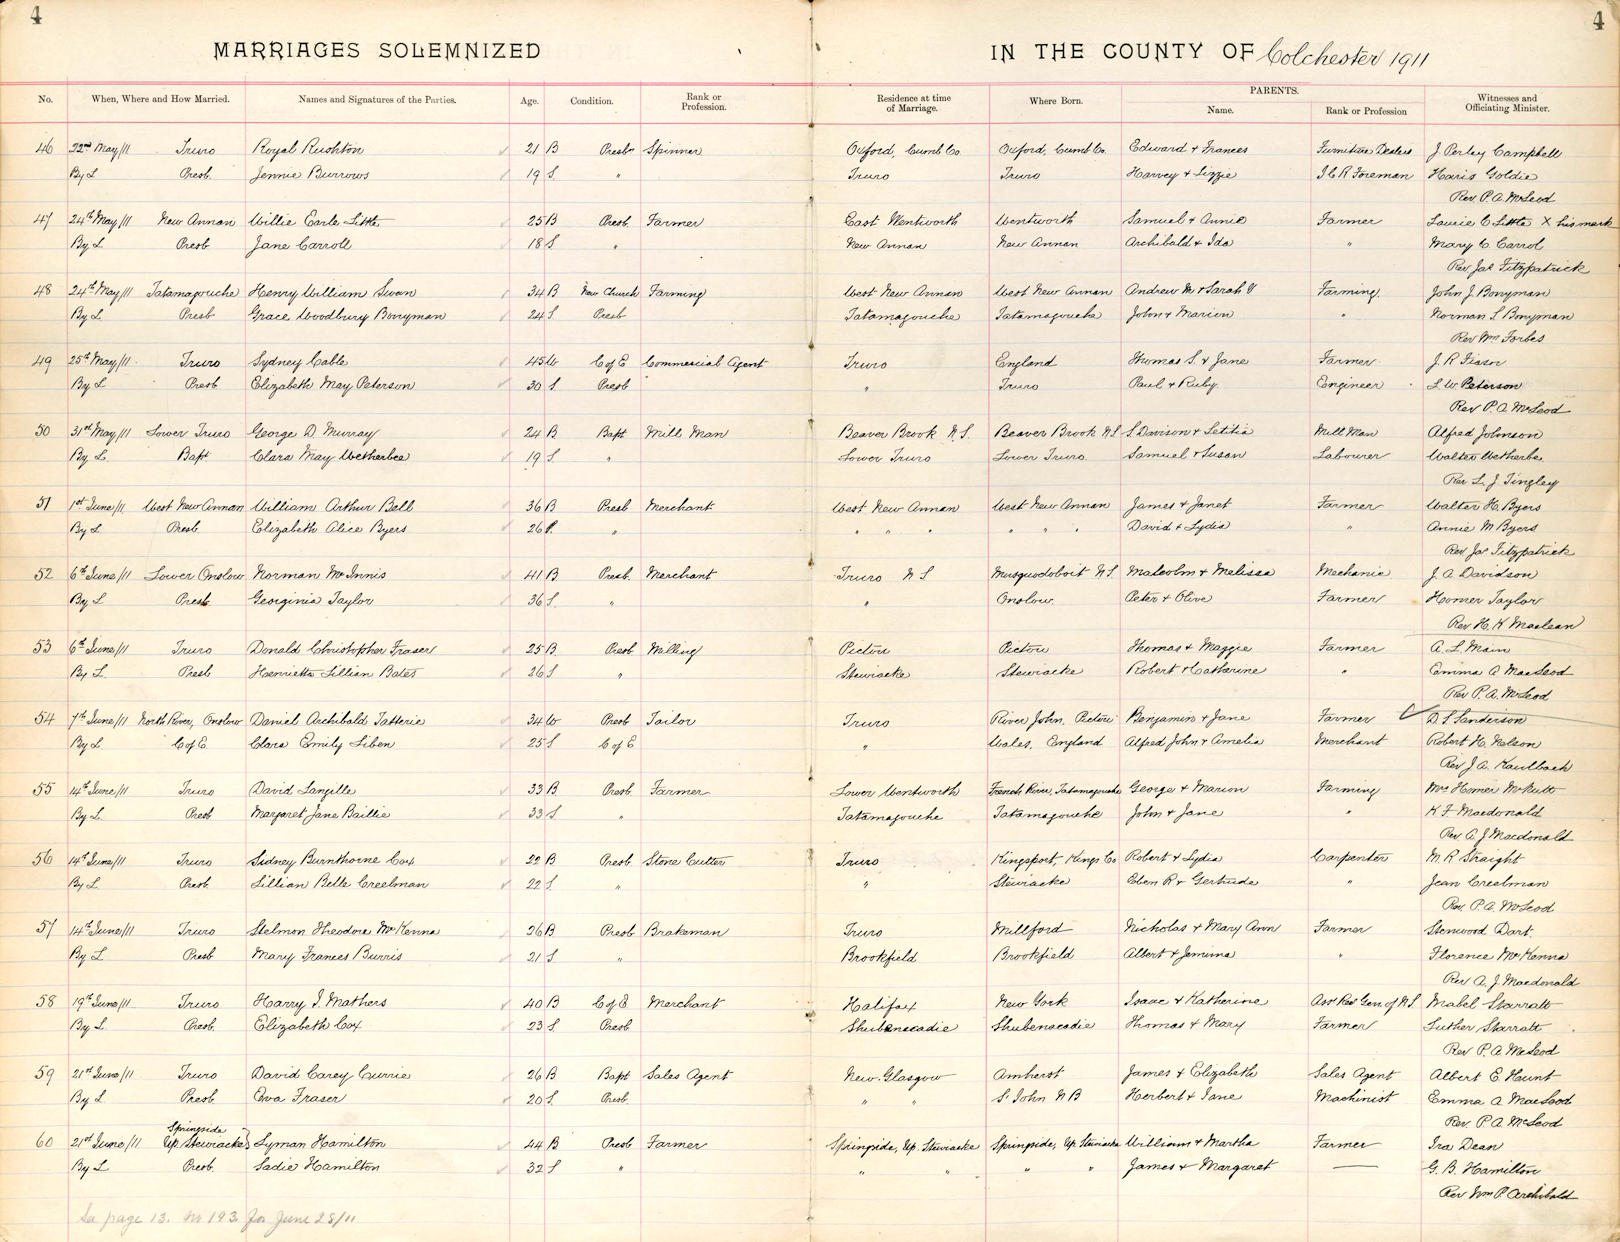 4
4
MARRIAGES SOLEMNIZED IN THE COUNTY OF Colchester 1911
No. When, Where and How Married. Names and Signatures of the Parties. Age. Condition. Rank or Profession. Residence at time of Marriage. Where Born. PARENTS. Name. Rank or Profession Witnesses and Officiating Minister.
46 22nd May/11 Truro Royal Rushton 21 B Presbn Spinner Oxford, Cumb Co. Oxford, Cumb Co. Edward & Frances Furniture Dealers J Perley Campbell
By L Presb. Jennie Burrows 19 S. " Truro Truro Harvey & Lizzie I C R Foreman Haris Goldie
Rev P. A. McLeod
47 24th May/11 New Annan Willie Earle Little 25 B Presb. Farmer East Wentworth Wentworth Samuel & Annie Farmer Laurie C Little X his mark
By L Presb Jane Carroll 18 S " New Annan New Annan Archibald & Ida " Mary C Carrol
Rev Jas Fitzpatrick
48 24th May/11 Tatamagouche Henry William Swan 34 B New Church Farming West New Annan West New Annan Andrew M & Sarah Y Farming. John J. Bonyman
By L Presb Grace Woodbury Bonyman 24 S Presb Tatamagouche Tatamagouche John & Marion " Norman S Bonyman
Rev Wm Forbes
49 25th May/11 Truro Sydney Cable 45 W C of E Commercial Agent Truro England Thomas S. & Jane Farmer J. R Fraser
By L Presb. Elizabeth May Peterson 30 S. Presb " Truro Paul & Ruby Engineer L W Peterson
Rev P. A. McLeod
50 31st May/11 Lower Truro George D. Murray 24 B Bapt Mill Man Beaver Brook N.S. Beaver Brook N.S S Davison & Letitia Mill Man Alfred Johnson
By L. Bapt Clara May Wetherbee 19 S. " Lower Truro Lower Truro Samuel & Susan Labourer Walter Wetherbe
Rev L. J Tingley
51 1st June/11 West New Annan William Arthur Bell 36 B Presb Merchant West New Annan West New Annan James & Janet Farmer Walter H. Byers
By L Presb. Elizabeth Alice Byers 26 S. " " " " " " " David & Lydia " Annie M Byers
Rev Jas Fitzpatrick
52 6th June/11 Lower Onslow Norman McInnis 41 B Presb. Merchant Truro N S Musquodoboit N.S. Malcolm & Melissa Mechanic J. A Davidson
By L Presb. Georginia Taylor 36 S. " " Onslow Peter & Olive Farmer Homer Taylor
Rev H. K Maclean
53 6th June/11 Truro Donald Christopher Fraser 25 B. Presb Milling Pictou Pictou Thomas & Maggie Farmer A. L. Main
By L. Presb Henrietta Lillian Bates 26 S " Stewiacke Stewiacke Robert & Catherine " Emma A MacLeod
Rev P. A. McLeod
54 7th June/11 North River, Onslow Daniel Archibald Tattrie 34 W Presb Tailor Truro River John, Pictou Benjamin & Jane Farmer D. S Sanderson
By L. C of E. Clara Emily Siben 25 S C of E " Wales, England Alfred John & Amelia Merchant Robert H. Nelson
Rev J A. Kaulbach
55 14th June/11 Truro David Langille 33 B. Presb. Farmer Lower Wentworth French River, Tatamagouche George & Marion Farming Mrs Homer McNutt
By L. Presb Margaret Jane Baillie 33 S " Tatamagouche Tatamagouche John & Jane " K F Macdonald
Rev A. J Macdonald
56 14th June/11 Truro Sidney Burnthorne Cox 22 B Presb Stone Cutter Truro Kingsport, Kings Co Robert & Lydia Carpenter M R Straight
By L Presb. Lillian Belle Creelman 22 S. " " Stewiacke Eben R & Gertrude " Jean Creelman
Rev. P. A. McLeod
57 14th June/11 Truro Stelmon Theodore McKenna 26 B Presb Brakeman Truro Millford Nicholas & Mary Ann Farmer Stenwood Dart.
By L Presb Mary Frances Burris 21 S " Brookfield Brookfield Albert & Jemima " Florence McKenna
Rev A. J. Macdonald
58 19th June/11 Truro Harry I. Mathers 40 B C of E Merchant Halifax New York Isaac & Katherine Assr Rec Gen. of N S Mabel Starratt
By L. Presb. Elizabeth Cox 23 S Presb Shubenacadie Shubenacadie Thomas & Mary Farmer Luther Starratt
Rev P. A McLeod
59 21st June/11 Truro David Carey Currie 26 B Bapt Sales Agent New Glasgow Amherst James & Elizabeth Sales Agent Albert E. Hount
By L Presb. Eva Fraser 20 S. Presb. " " St John N B Herbert & Jane Machinist Emma A MacLeod
Rev P. A McLeod
60 21st June/11 Springside Up. Stewiacke Lyman Hamilton 44 B Presb Farmer Springside, Up. Stewiacke Springside, Up. Stewiacke William & Martha Farmer Ira Dean
By L Presb. Sadie Hamilton 32 S " " " " " James & Margaret — G. B. Hamilton
Rev Wm P. Archibald
See page 13. No 193. for June 28/11